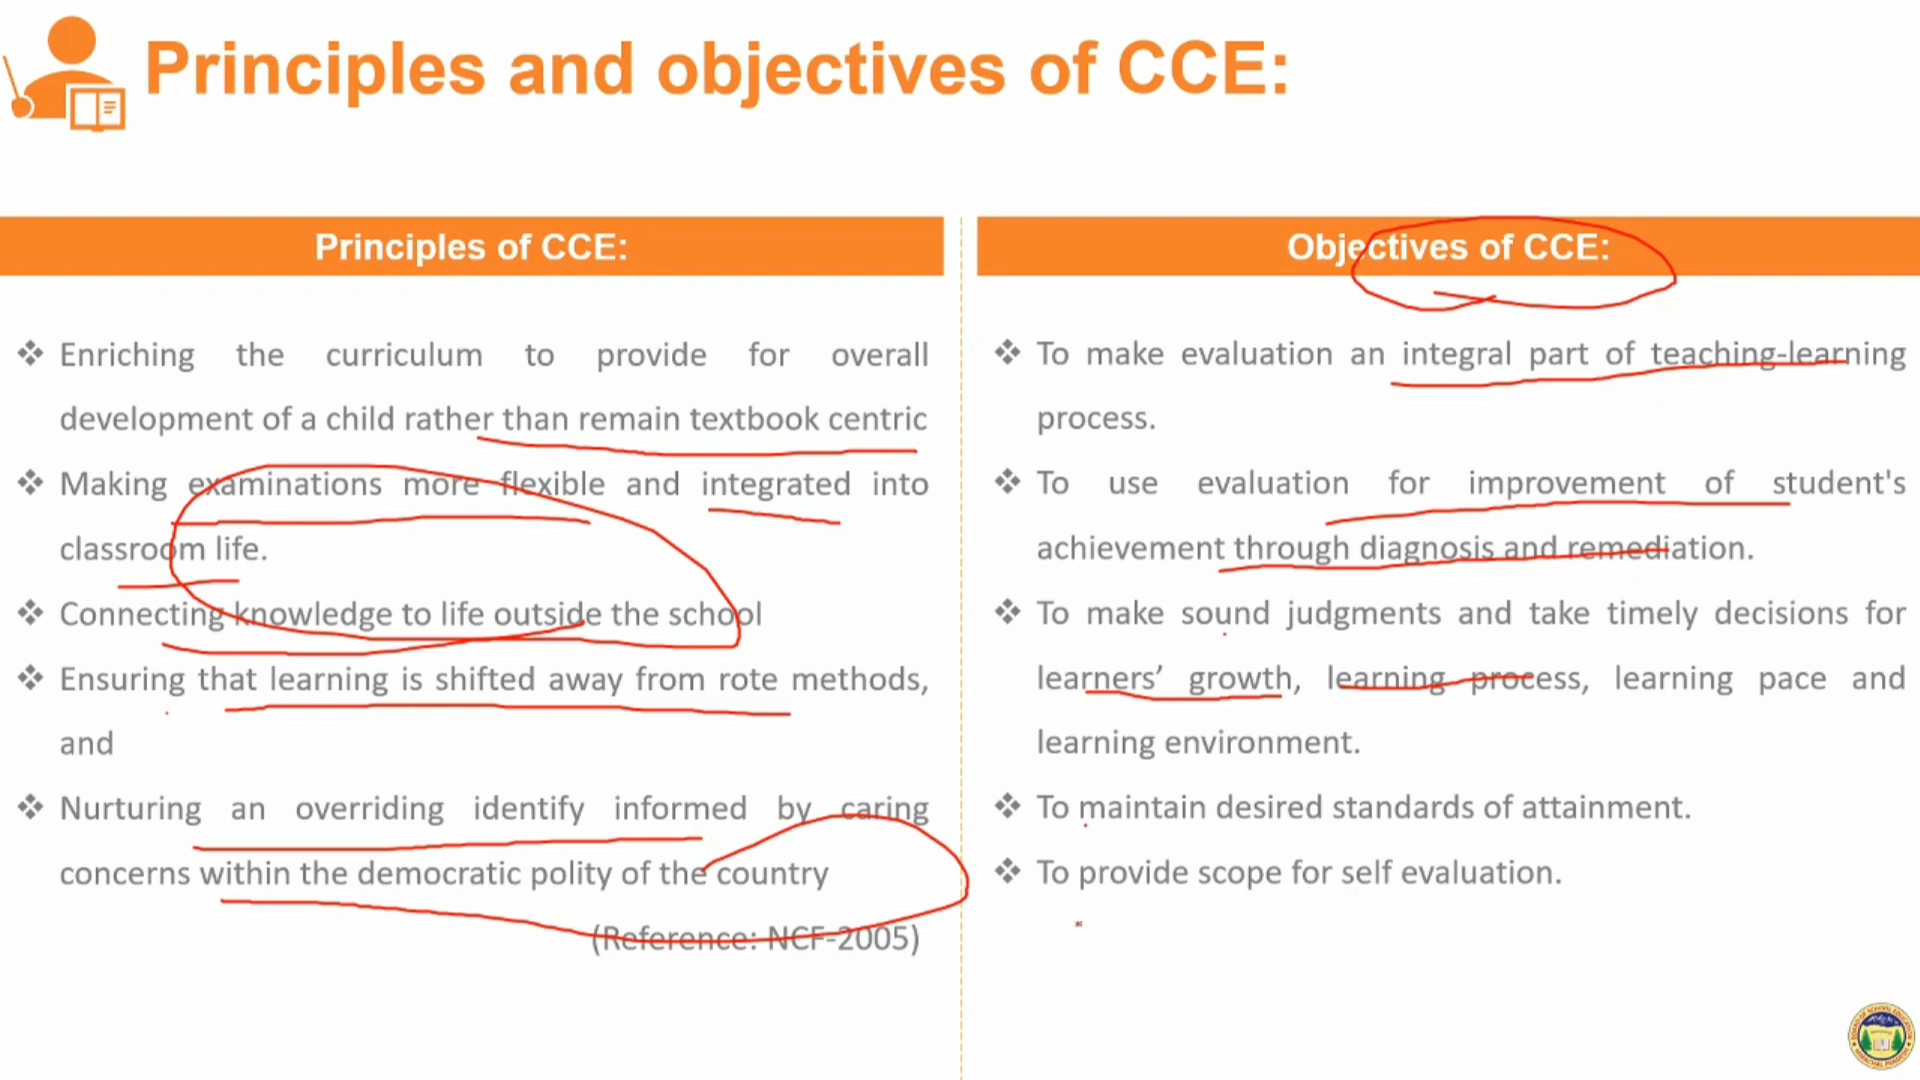 Principles and objectives of CCE:
Principles of CCE:
❖ Enriching the curriculum to provide for overall
development of a child rather than remain textbook centric
❖ Making examinations more flexible and integrated into
classroom life.
❖ Connecting knowledge to life outside the school
❖ Ensuring that learning is shifted away from rote methods,
and
❖ Nurturing an overriding identify informed by caring
concerns within the democratic polity of the country
(Reference: NCF-2005)
Objectives of CCE:
❖ To make evaluation an integral part of teaching-learning
process.
❖ To use evaluation for improvement of student's
achievement through diagnosis and remediation.
❖ To make sound judgments and take timely decisions for
learners’ growth, learning process, learning pace and
learning environment.
❖ To maintain desired standards of attainment.
❖ To provide scope for self evaluation.